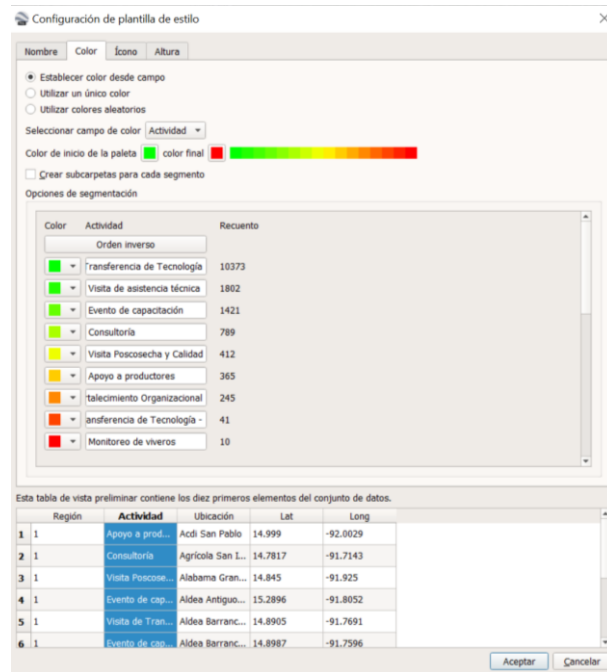 Configuración de plantilla de estilo
Nombre Color Ícono Altura
Establecer color desde campo
Utilizar un único color
Utilizar colores aleatorios
Seleccionar campo de color Actividad
Color de inicio de la paleta color final
Crear subcarpetas para cada segmento
Opciones de segmentación
Color Actividad Recuento
Orden inverso
Transferencia de Tecnología 10373
Visita de asistencia técnica 1802
Evento de capacitación 1421
Consultoría 789
Visita Poscosecha y Calidad 412
Apoyo a productores 365
talecimiento Organizacional 245
ansferencia de Tecnología - 41
Monitoreo de viveros 10
Esta tabla de vista preliminar contiene los diez primeros elementos del conjunto de datos.
Región Actividad Ubicación Lat Long
1 1 Apoyo a prod... Acdi San Pablo 14.999 -92.0029
2 1 Consultoría Agrícola San I... 14.7817 -91.7143
3 1 Visita Poscose... Alabama Gran... 14.845 -91.925
4 1 Evento de cap... Aldea Antiguo... 15.2896 -91.8052
5 1 Visita de Tran... Aldea Barranc... 14.8905 -91.7691
6 1 Evento de cap... Aldea Barranc... 14.8987 -91.7596
Aceptar Cancelar